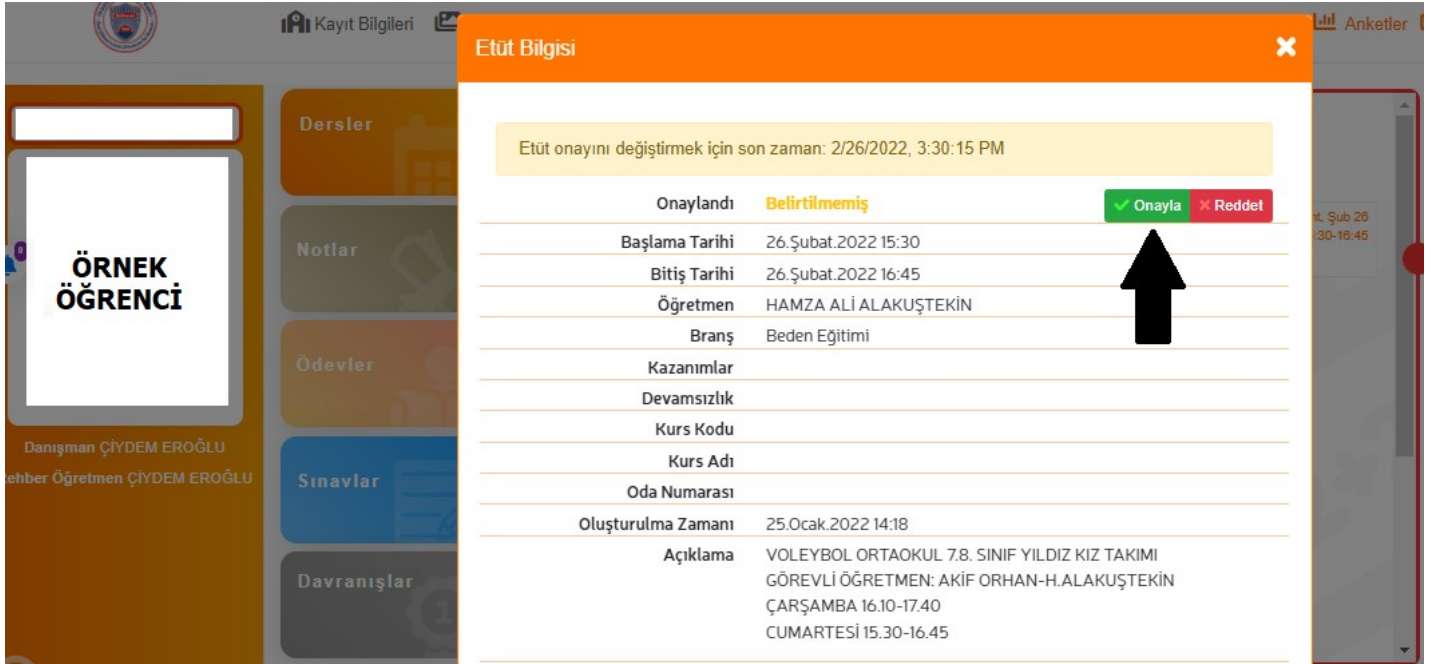 Kayıt Bilgileri
Anketler
Etüt Bilgisi
Etüt onayını değiştirmek için son zaman: 2/26/2022, 3:30:15 PM
Onaylandı Belirtilmemiş Onayla Reddet
Başlama Tarihi 26.Şubat.2022 15:30
Bitiş Tarihi 26.Şubat.2022 16:45
Öğretmen HAMZA ALİ ALAKUŞTEKİN
Branş Beden Eğitimi
Kazanımlar
Devamsızlık
Kurs Kodu
Kurs Adı
Oda Numarası
Oluşturulma Zamanı 25.Ocak.2022 14:18
Açıklama VOLEYBOL ORTAOKUL 7.8. SINIF YILDIZ KIZ TAKIMI
GÖREVLİ ÖĞRETMEN: AKİF ORHAN-H.ALAKUŞTEKİN
ÇARŞAMBA 16.10-17.40
CUMARTESİ 15.30-16.45
ÖRNEK
ÖĞRENCİ
Danışman ÇİYDEM EROĞLU
Öğretmen ÇİYDEM EROĞLU
Dersler
Notlar
Ödevler
Sınavlar
Davranışlar
Şub 26
:30-16:45